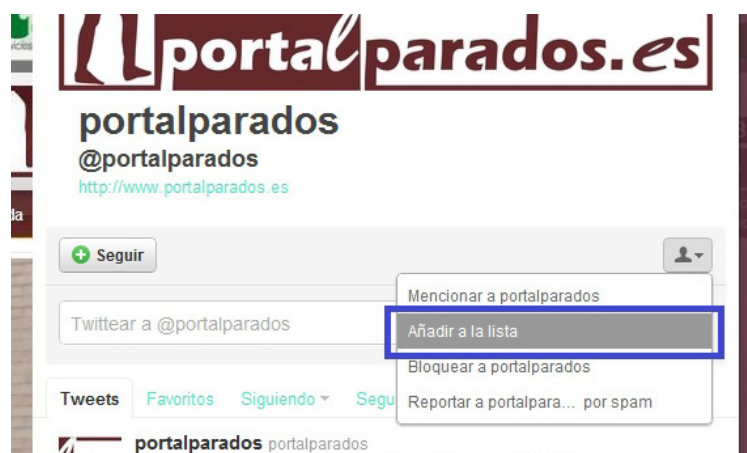 portalparados.es
portalparados
@portalparados
http://www.portalparados.es
Seguir
Mencionar a portalparados
Twittear a @portalparados
Añadir a la lista
Bloquear a portalparados
Tweets Favoritos Siguiendo Segu
Reportar a portalpara... por spam
portalparados portalparados